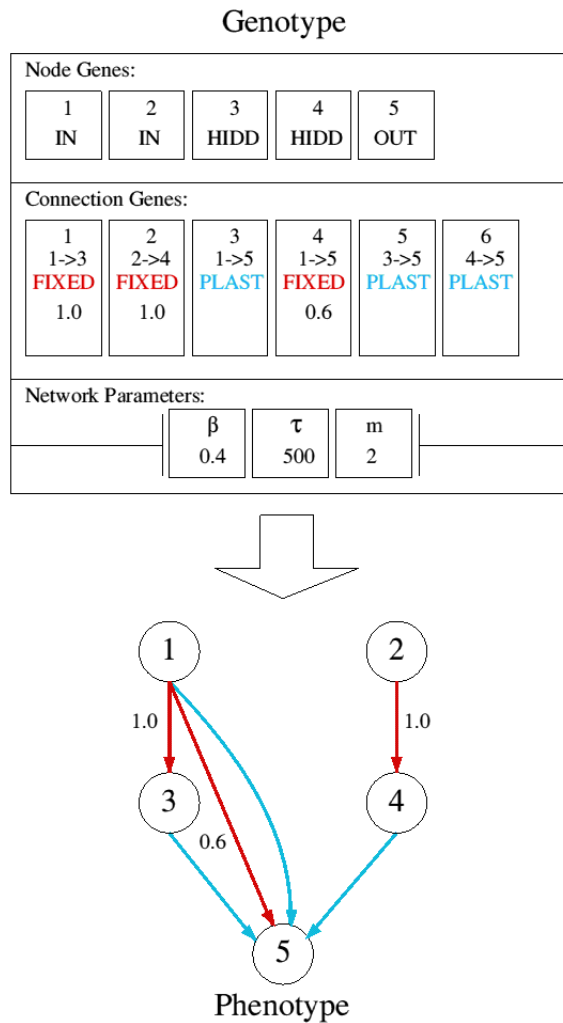 Genotype
Node Genes:
1 2 3 4 5
IN IN HIDD HIDD OUT
Connection Genes:
1 2 3 4 5 6
1->3 2->4 1->5 1->5 3->5 4->5
FIXED FIXED PLAST FIXED PLAST PLAST
1.0 1.0 0.6
Network Parameters:
β τ m
0.4 500 2
1 2
1.0 1.0
3 4
0.6
5
Phenotype